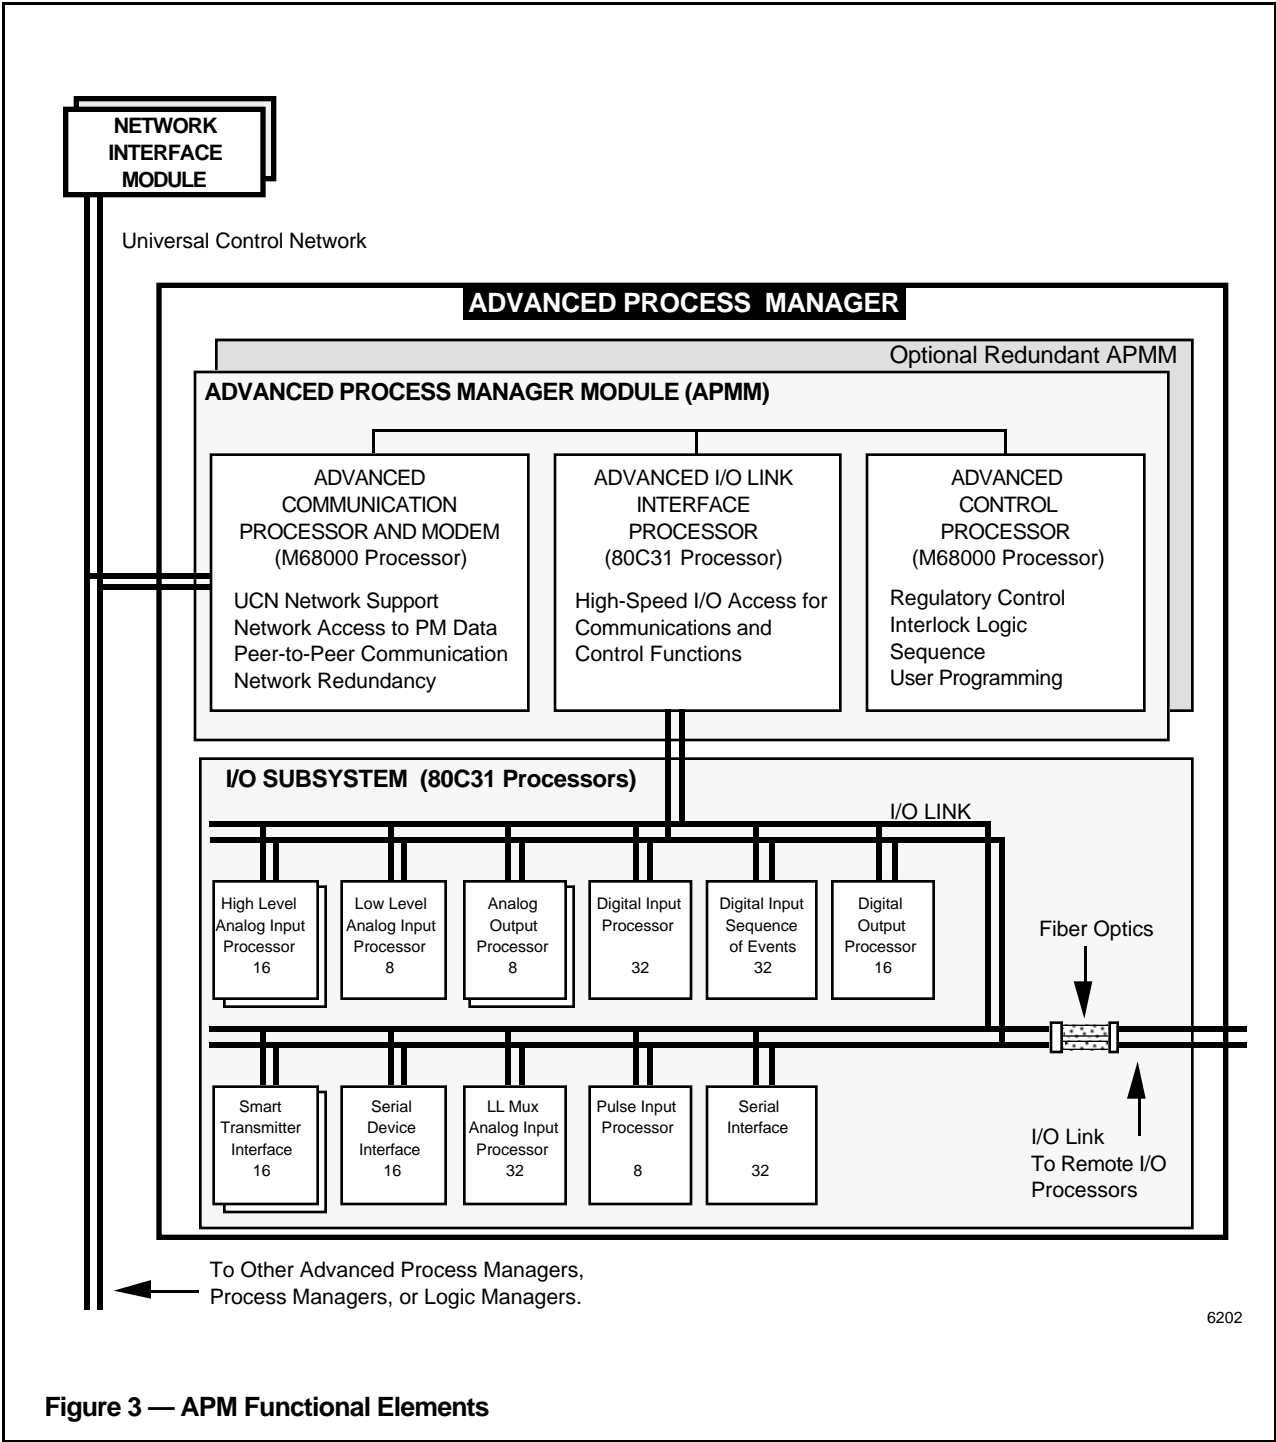 NETWORK
INTERFACE
MODULE
Universal Control Network
ADVANCED PROCESS MANAGER
Optional Redundant APMM
ADVANCED PROCESS MANAGER MODULE (APMM)
ADVANCED
COMMUNICATION
PROCESSOR AND MODEM
(M68000 Processor)
UCN Network Support
Network Access to PM Data
Peer-to-Peer Communication
Network Redundancy
ADVANCED I/O LINK
INTERFACE
PROCESSOR
(80C31 Processor)
High-Speed I/O Access for
Communications and
Control Functions
ADVANCED
CONTROL
PROCESSOR
(M68000 Processor)
Regulatory Control
Interlock Logic
Sequence
User Programming
I/O SUBSYSTEM (80C31 Processors)
I/O LINK
High Level
Analog Input
Processor
16
Low Level
Analog Input
Processor
8
Analog
Output
Processor
8
Digital Input
Processor
32
Digital Input
Sequence
of Events
32
Digital
Output
Processor
16
Fiber Optics
Smart
Transmitter
Interface
16
Serial
Device
Interface
16
LL Mux
Analog Input
Processor
32
Pulse Input
Processor
8
Serial
Interface
32
I/O Link
To Remote I/O
Processors
To Other Advanced Process Managers,
Process Managers, or Logic Managers.
6202
Figure 3 — APM Functional Elements